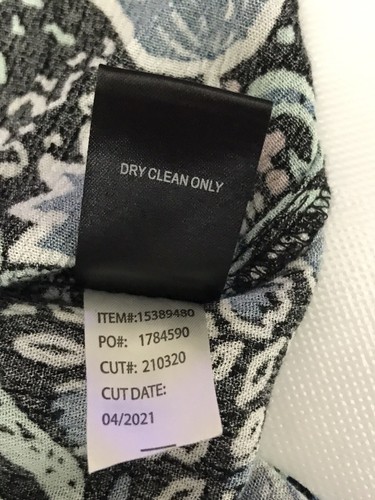 DRY CLEAN ONLY
ITEM#:15389480
PO#: 1784590
CUT#: 210320
CUT DATE:
04/2021